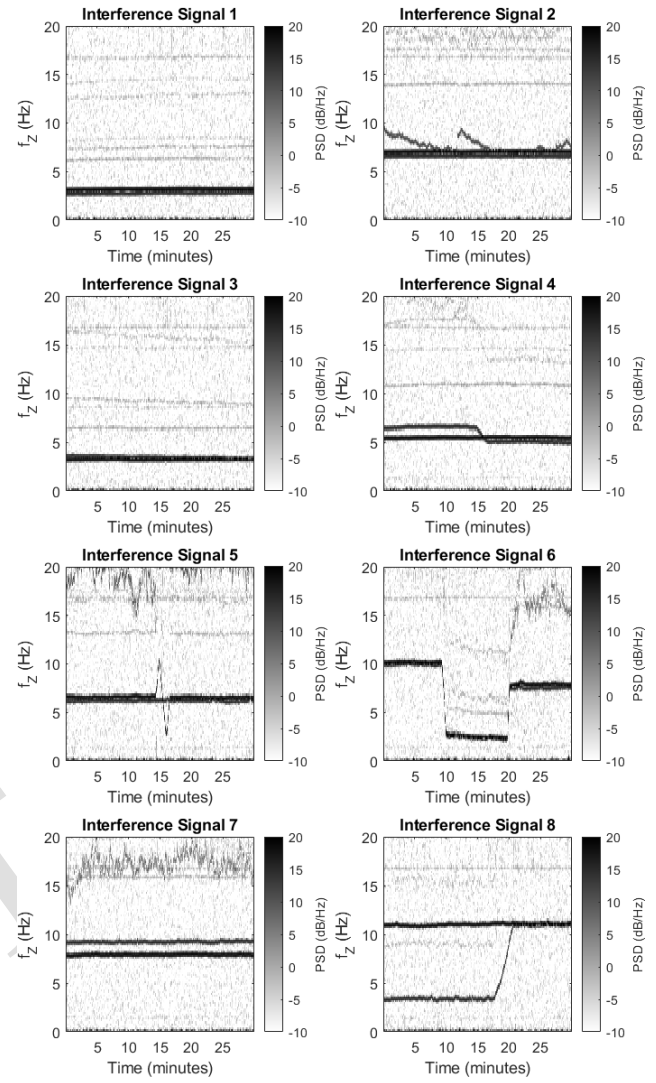 Interference Signal 1
20
15
10
5
0
f_Z (Hz)
5 10 15 20 25
Time (minutes)
20
15
10
5
0
-5
-10
PSD (dB/Hz)
Interference Signal 2
20
15
10
5
0
f_Z (Hz)
5 10 15 20 25
Time (minutes)
20
15
10
5
0
-5
-10
PSD (dB/Hz)
Interference Signal 3
20
15
10
5
0
f_Z (Hz)
5 10 15 20 25
Time (minutes)
20
15
10
5
0
-5
-10
PSD (dB/Hz)
Interference Signal 4
20
15
10
5
0
f_Z (Hz)
5 10 15 20 25
Time (minutes)
20
15
10
5
0
-5
-10
PSD (dB/Hz)
Interference Signal 5
20
15
10
5
0
f_Z (Hz)
5 10 15 20 25
Time (minutes)
20
15
10
5
0
-5
-10
PSD (dB/Hz)
Interference Signal 6
20
15
10
5
0
f_Z (Hz)
5 10 15 20 25
Time (minutes)
20
15
10
5
0
-5
-10
PSD (dB/Hz)
Interference Signal 7
20
15
10
5
0
f_Z (Hz)
5 10 15 20 25
Time (minutes)
20
15
10
5
0
-5
-10
PSD (dB/Hz)
Interference Signal 8
20
15
10
5
0
f_Z (Hz)
5 10 15 20 25
Time (minutes)
20
15
10
5
0
-5
-10
PSD (dB/Hz)